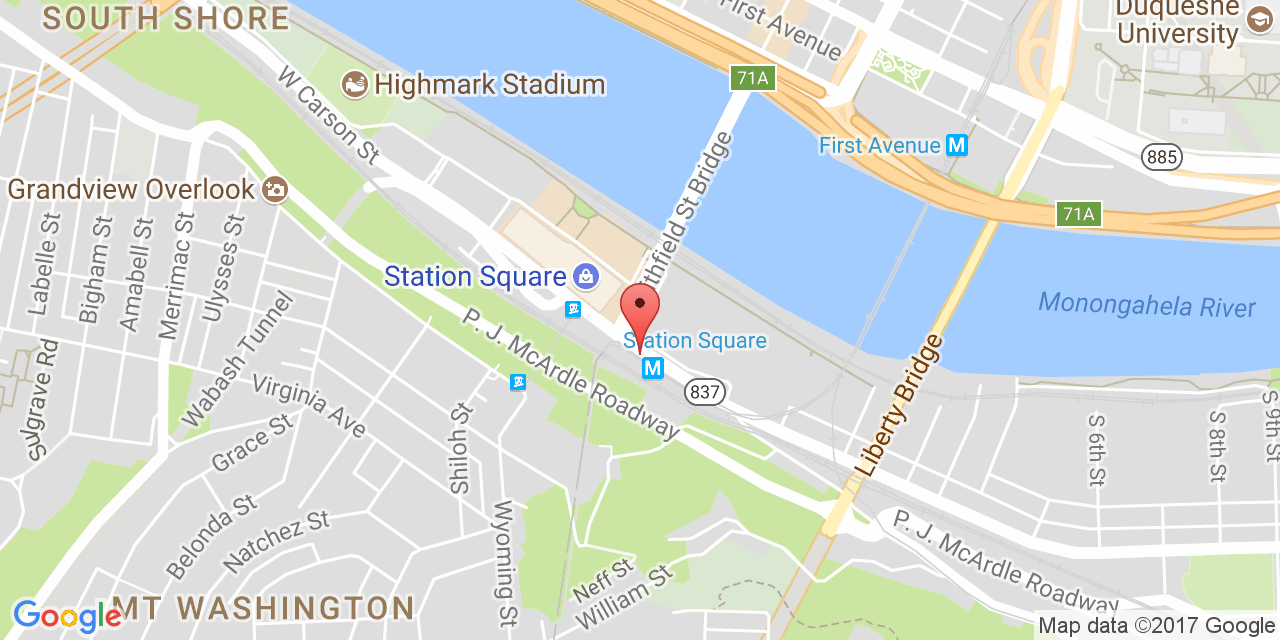 SOUTH SHORE
First Avenue
Duquesne
University
71A
Highmark Stadium
W Carson St
First Avenue M
885
Grandview Overlook
71A
Smithfield St Bridge
Labelle St
Bigham St
Amabell St
Merrimac St
Ulysses St
Station Square
Monongahela River
Wabash Tunnel
P. J. McArdle Roadway
Station Square
M
837
Liberty Bridge
Sulgrave Rd
Virginia Ave
Grace St
Shiloh St
S 6th St
S 8th St
S 9th St
Belonda St
Natchez St
Wyoming St
P. J. McArdle Roadway
Neff St
William St
MT WASHINGTON
Google
Map data ©2017 Google